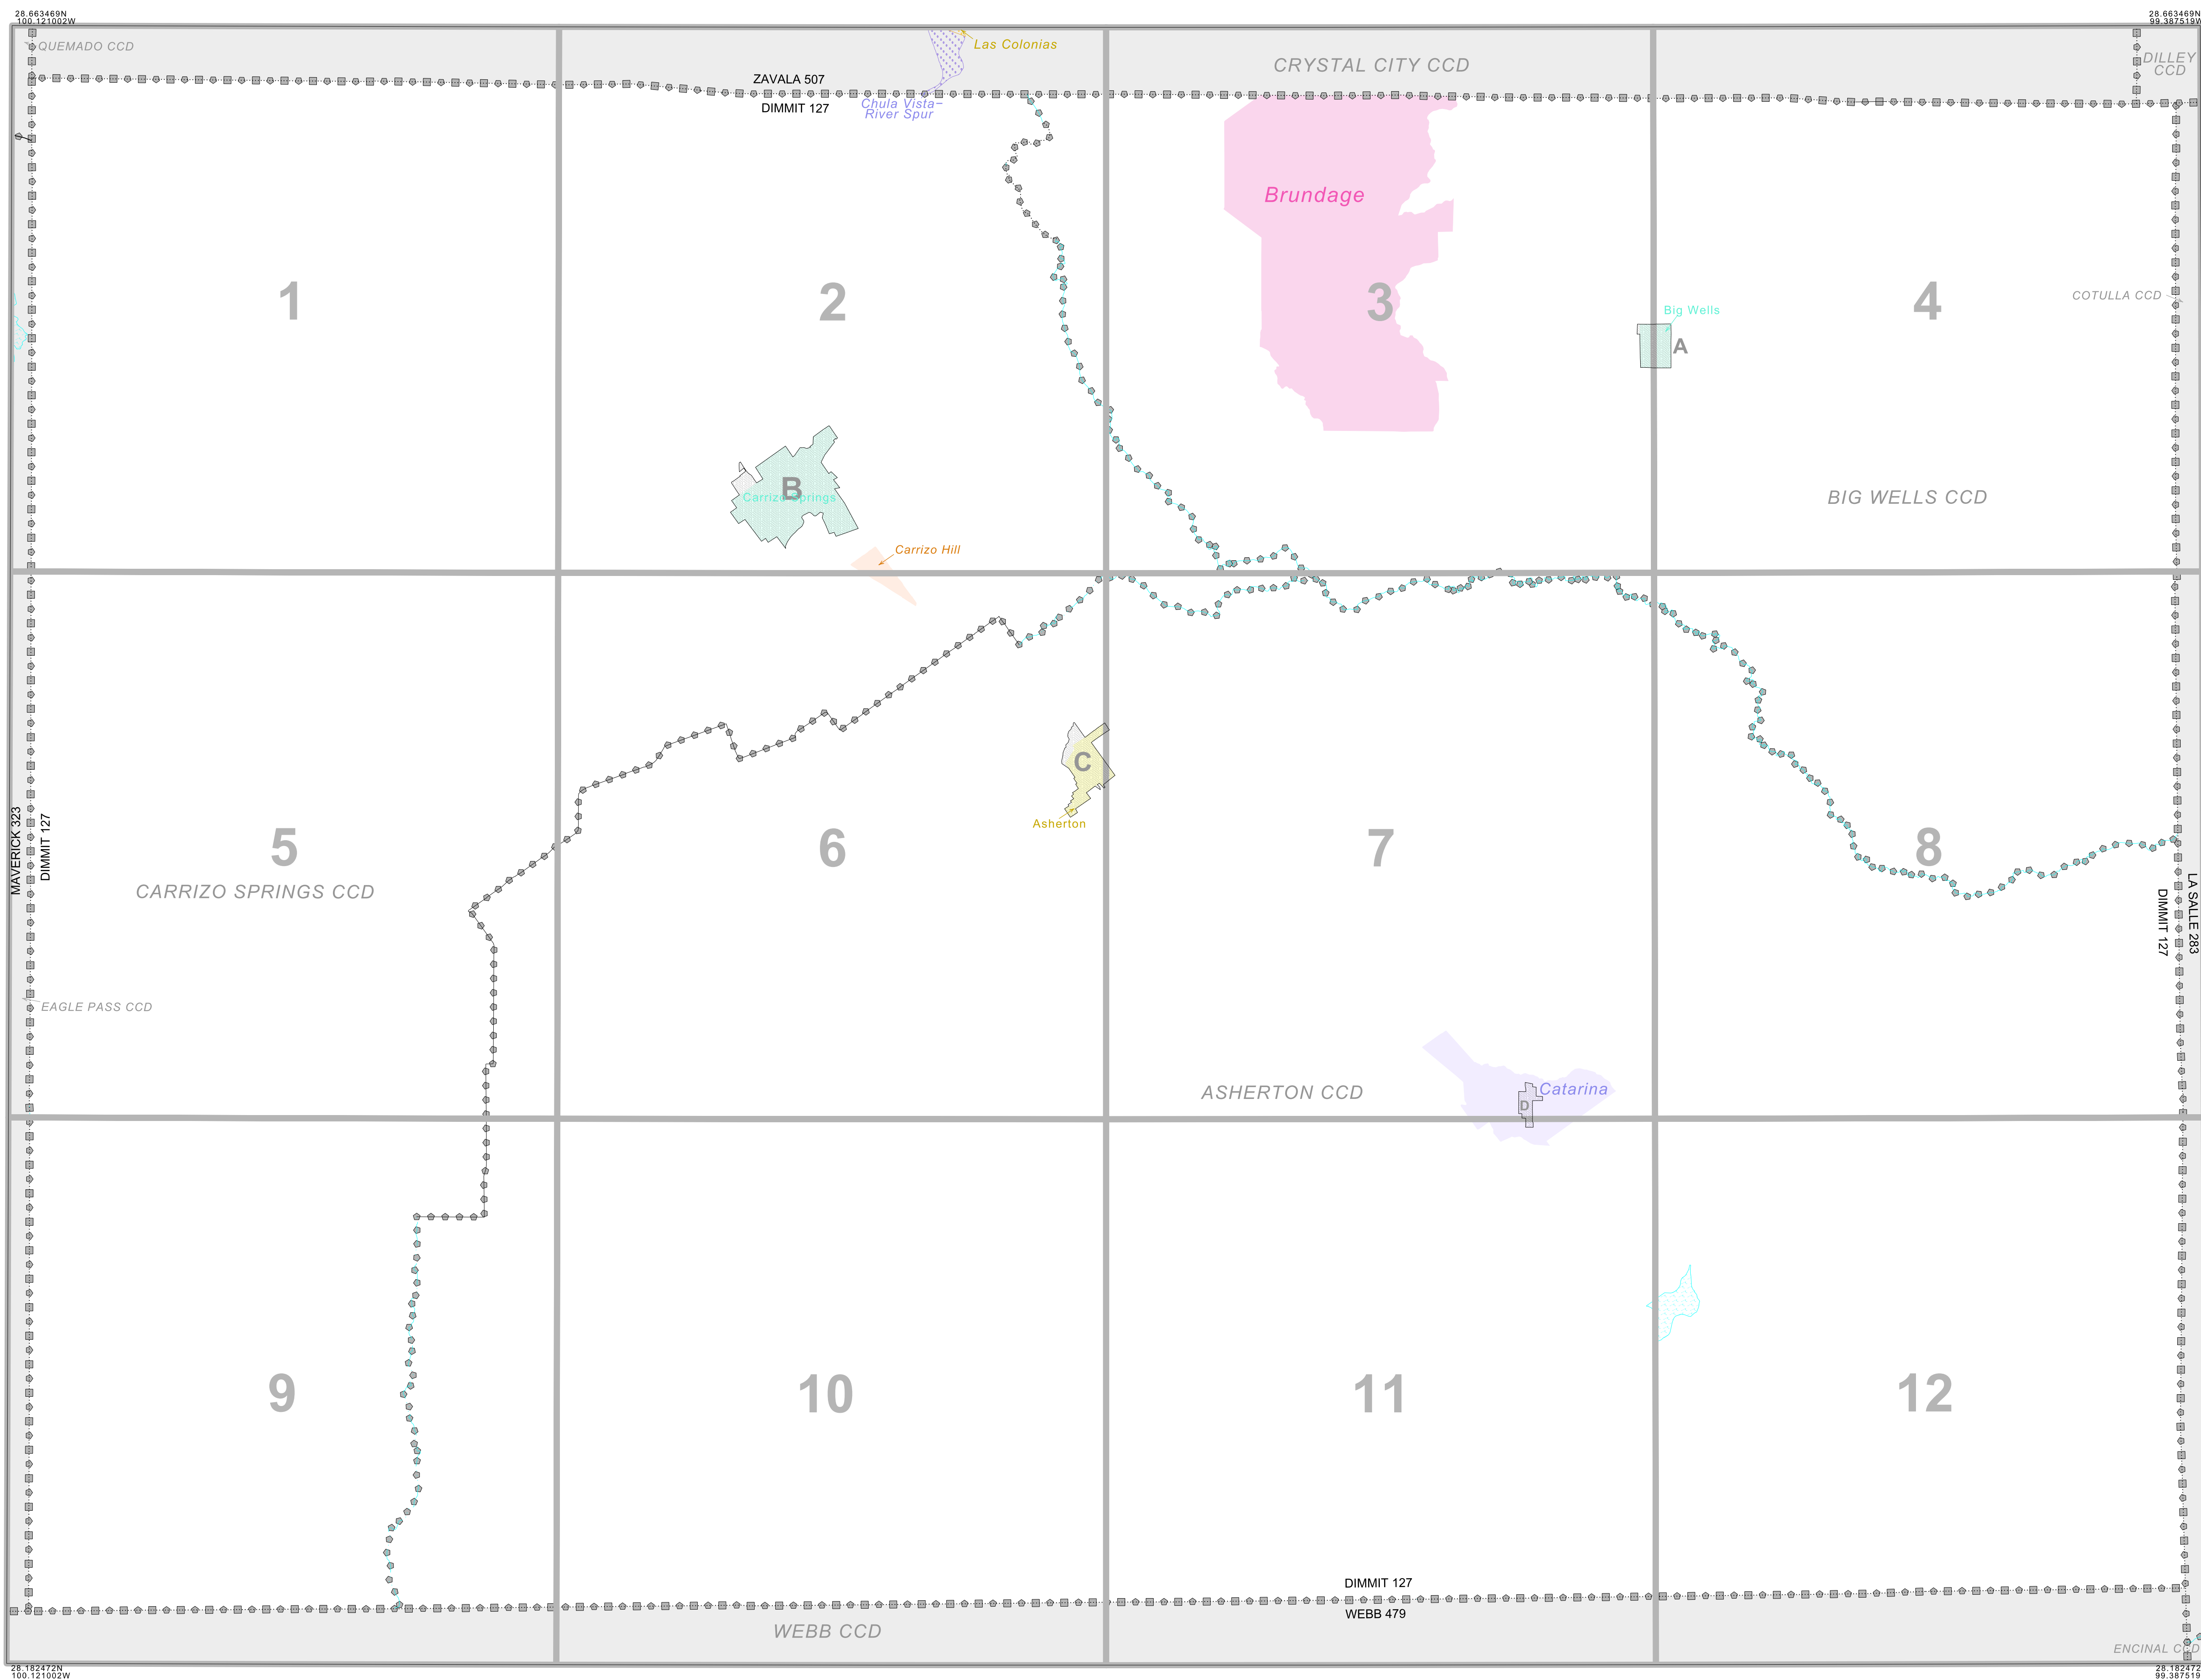 28.663469N
100.121002W
28.663469N
99.387519W
QUEMADO CCD
Las Colonias
CRYSTAL CITY CCD
DILLEY
CCD
ZAVALA 507
DIMMIT 127
Chula Vista-
River Spur
Brundage
1
2
3
4
COTULLA CCD
Big Wells
A
B
Carrizo Springs
BIG WELLS CCD
Carrizo Hill
C
Asherton
MAVERICK 323
DIMMIT 127
5
6
7
8
CARRIZO SPRINGS CCD
DIMMIT 127
LA SALLE 283
EAGLE PASS CCD
ASHERTON CCD
Catarina
D
9
10
11
12
DIMMIT 127
WEBB 479
WEBB CCD
ENCINAL CCD
28.182472N
100.121002W
28.182472
99.387519